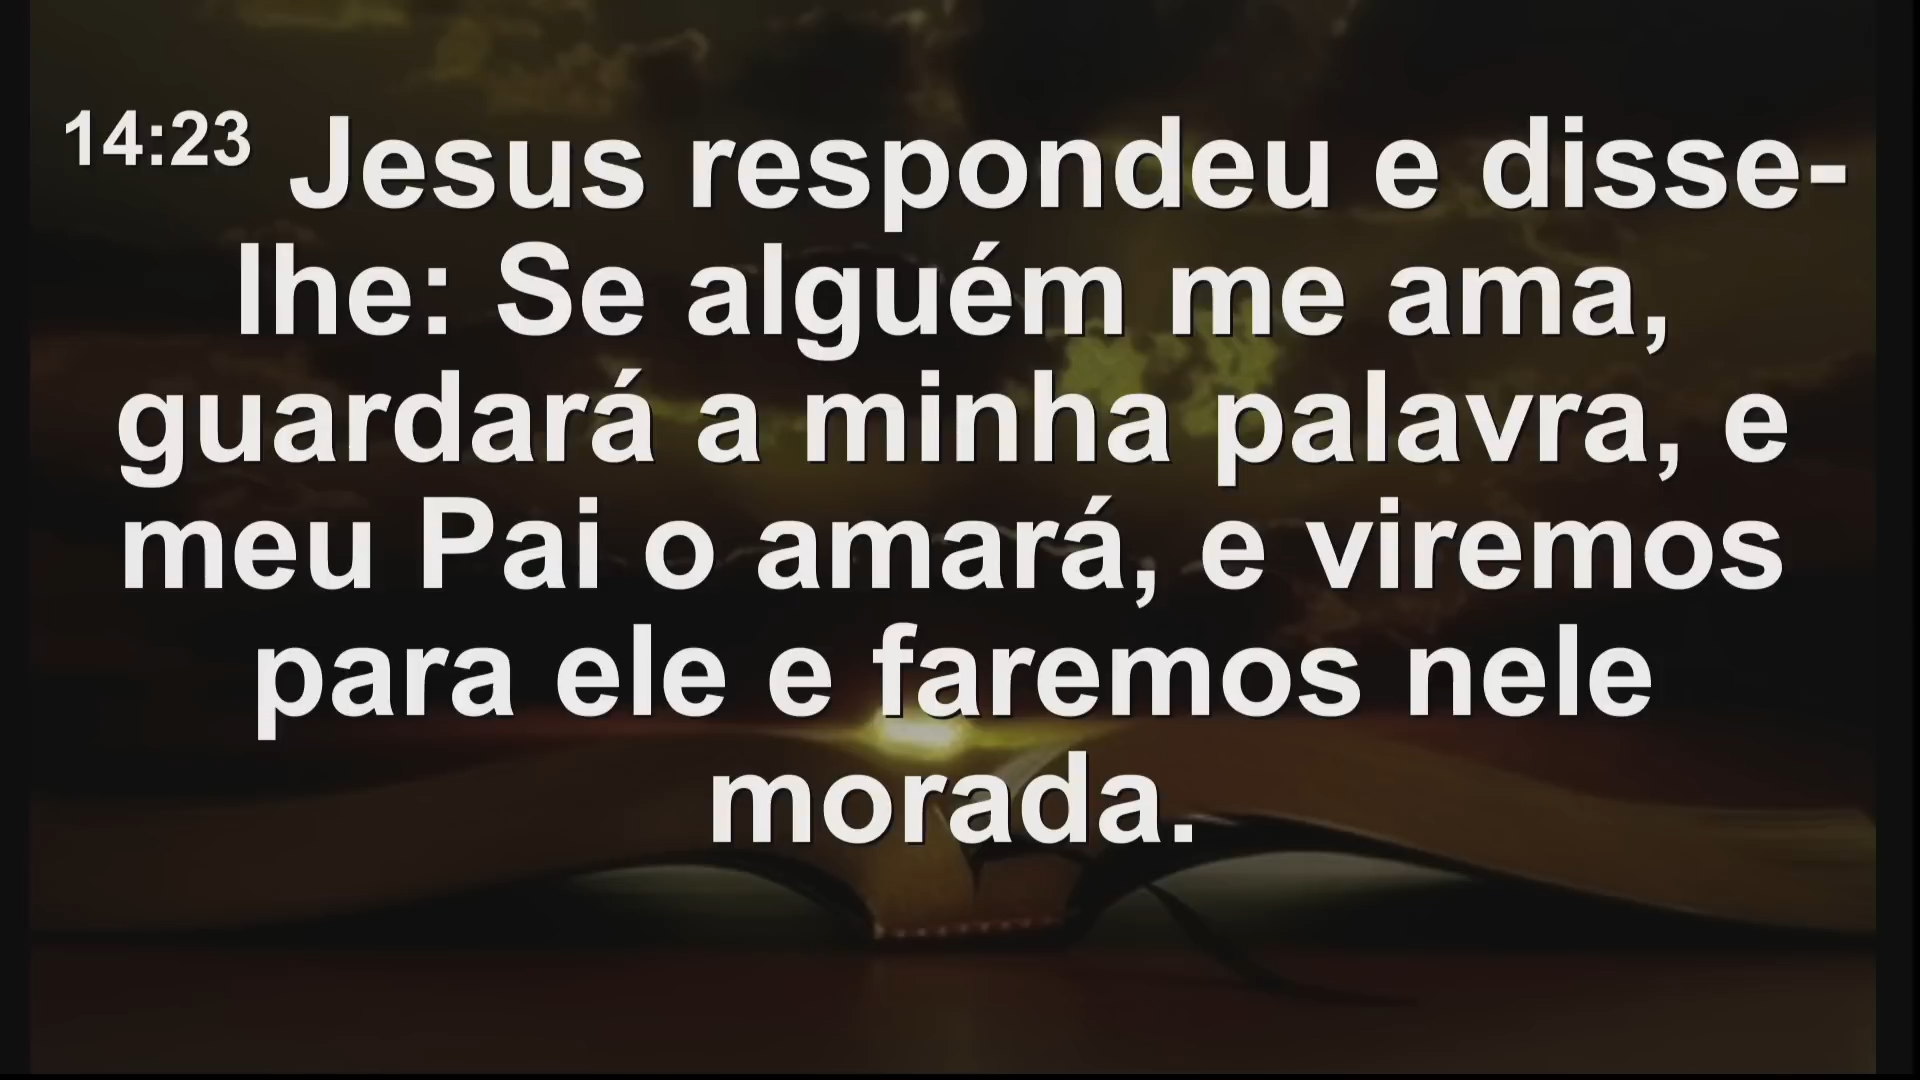 14:23 Jesus respondeu e disse-
lhe: Se alguém me ama,
guardará a minha palavra, e
meu Pai o amará, e viremos
para ele e faremos nele
morada.